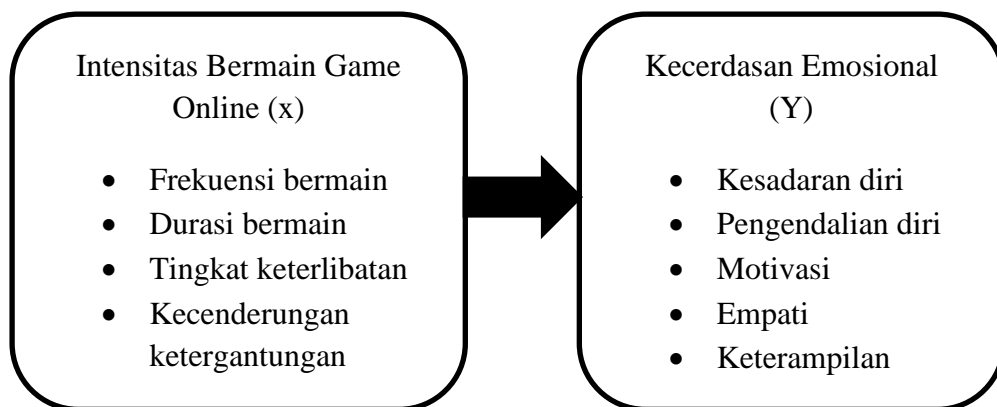 Intensitas Bermain Game
Online (x)
• Frekuensi bermain
• Durasi bermain
• Tingkat keterlibatan
• Kecenderungan
ketergantungan
Kecerdasan Emosional
(Y)
• Kesadaran diri
• Pengendalian diri
• Motivasi
• Empati
• Keterampilan